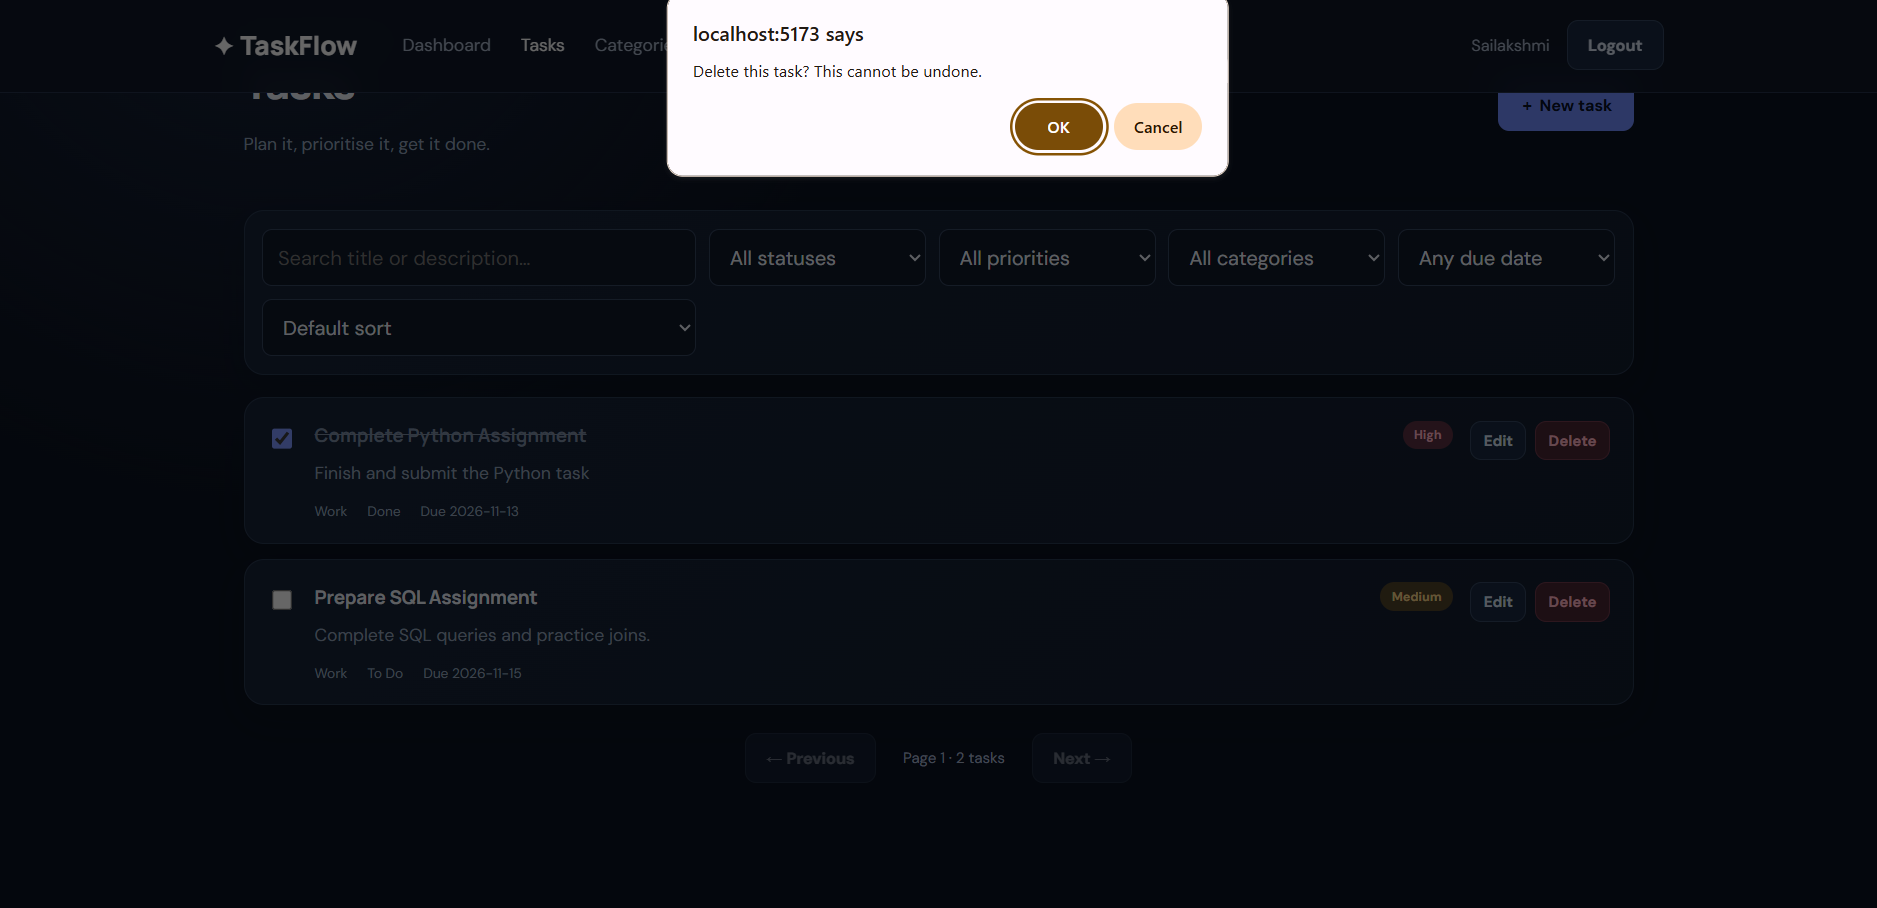 localhost:5173 says
Delete this task? This cannot be undone.
OK Cancel
TaskFlow Dashboard Tasks Sailakshmi Logout
Tasks
+ New task
Plan it, prioritise it, get it done.
Search title or description... All statuses All priorities All categories Any due date
Default sort
Complete Python Assignment High Edit Delete
Finish and submit the Python task
Work Done Due 2026-11-13
Prepare SQL Assignment Medium Edit Delete
Complete SQL queries and practice joins.
Work To Do Due 2026-11-15
← Previous Page 1 · 2 tasks Next →